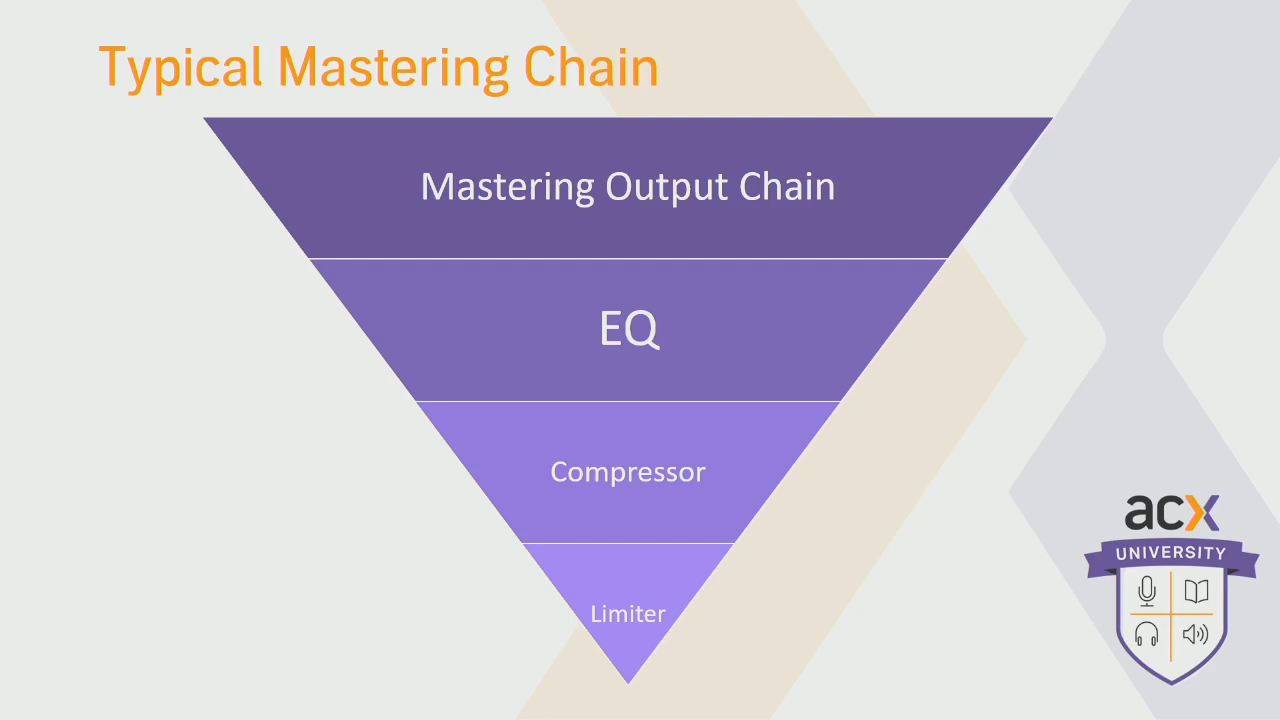 Typical Mastering Chain
Mastering Output Chain
EQ
Compressor
Limiter
acx
UNIVERSITY